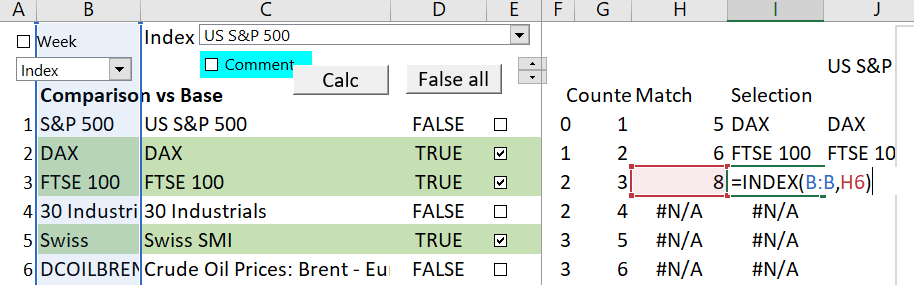 A B C D E F G H I J
Week Index US S&P 500
Index Comment Calc False all US S&P
Comparison vs Base Counte Match Selection
1 S&P 500 US S&P 500 FALSE 0 1 5 DAX DAX
2 DAX DAX TRUE 1 2 6 FTSE 100 FTSE 10
3 FTSE 100 FTSE 100 TRUE 2 3 8 =INDEX(B:B,H6)
4 30 Industri 30 Industrials FALSE 2 4 #N/A #N/A
5 Swiss Swiss SMI TRUE 3 5 #N/A #N/A
6 DCOILBREN Crude Oil Prices: Brent - Eu FALSE 3 6 #N/A #N/A